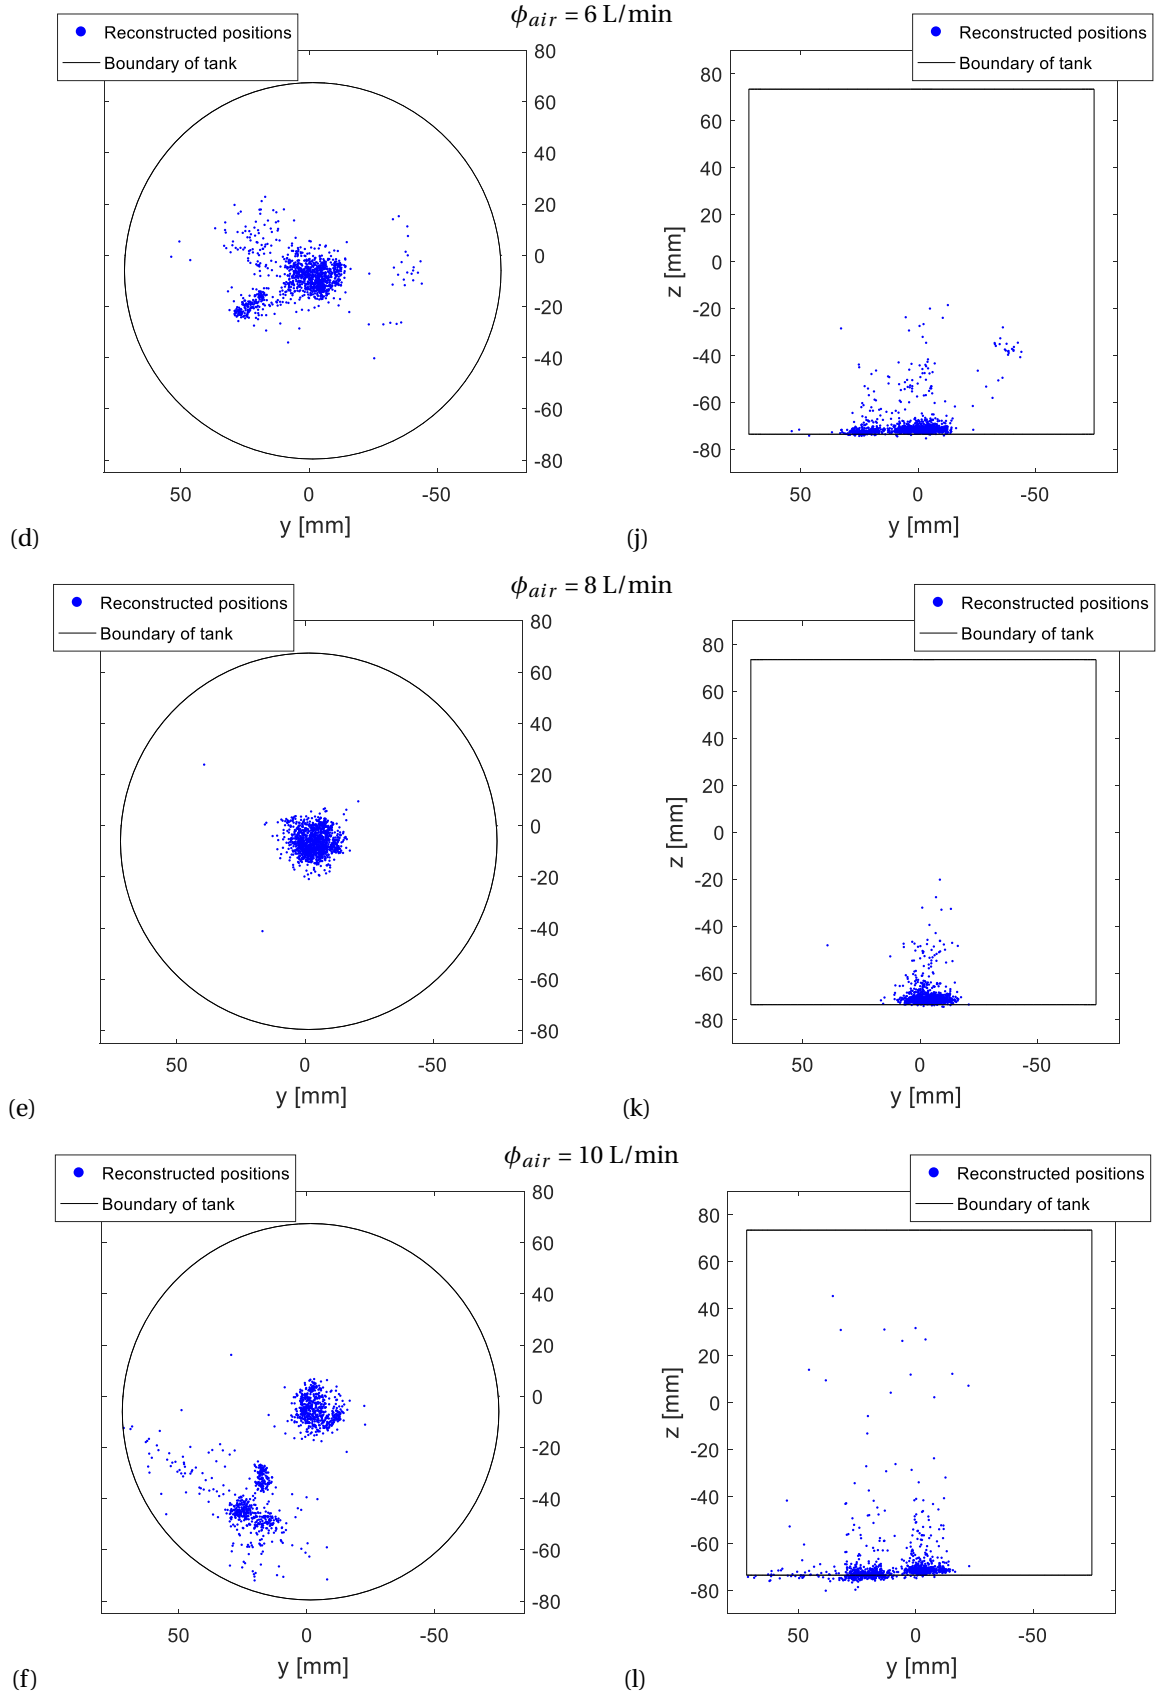 ϕair = 6 L/min
Reconstructed positions
Boundary of tank
80
60
40
20
0
-20
-40
-60
-80
50
0
-50
y [mm]
(d)
Reconstructed positions
Boundary of tank
80
60
40
20
0
-20
-40
-60
-80
z [mm]
50
0
-50
y [mm]
(j)
ϕair = 8 L/min
Reconstructed positions
Boundary of tank
80
60
40
20
0
-20
-40
-60
-80
50
0
-50
y [mm]
(e)
Reconstructed positions
Boundary of tank
80
60
40
20
0
-20
-40
-60
-80
z [mm]
50
0
-50
y [mm]
(k)
ϕair = 10 L/min
Reconstructed positions
Boundary of tank
80
60
40
20
0
-20
-40
-60
-80
50
0
-50
y [mm]
(f)
Reconstructed positions
Boundary of tank
80
60
40
20
0
-20
-40
-60
-80
z [mm]
50
0
-50
y [mm]
(l)